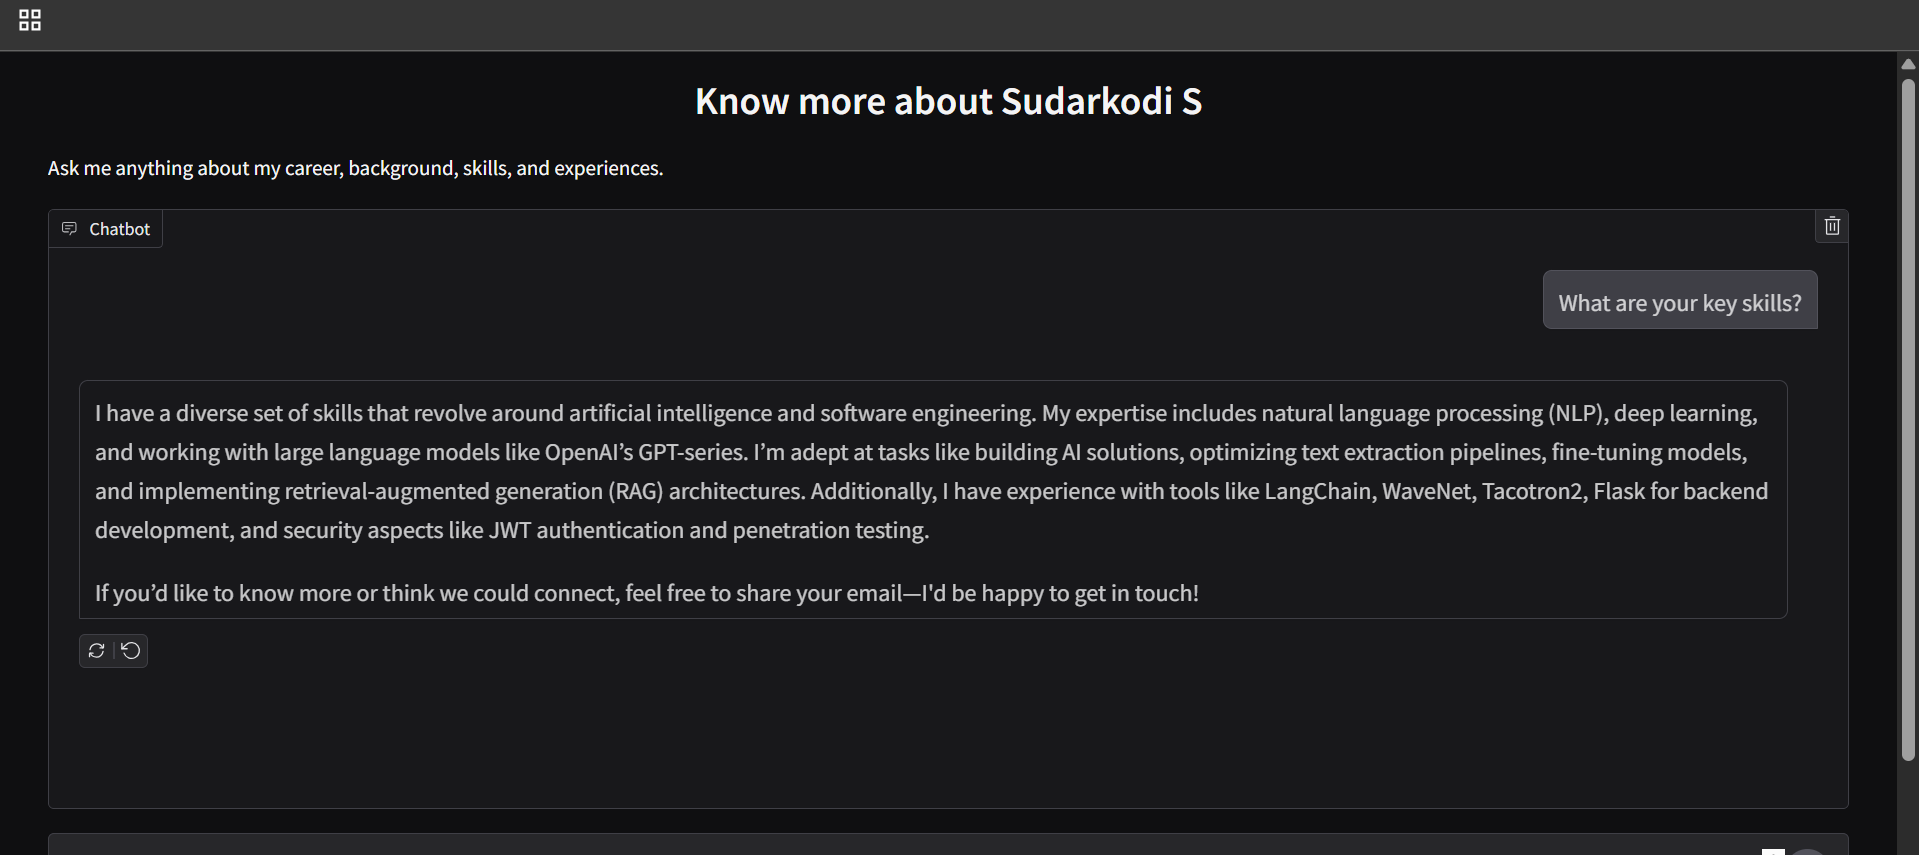 Know more about Sudarkodi S
Ask me anything about my career, background, skills, and experiences.
Chatbot
What are your key skills?
I have a diverse set of skills that revolve around artificial intelligence and software engineering. My expertise includes natural language processing (NLP), deep learning,
and working with large language models like OpenAI’s GPT-series. I’m adept at tasks like building AI solutions, optimizing text extraction pipelines, fine-tuning models,
and implementing retrieval-augmented generation (RAG) architectures. Additionally, I have experience with tools like LangChain, WaveNet, Tacotron2, Flask for backend
development, and security aspects like JWT authentication and penetration testing.
If you’d like to know more or think we could connect, feel free to share your email—I'd be happy to get in touch!